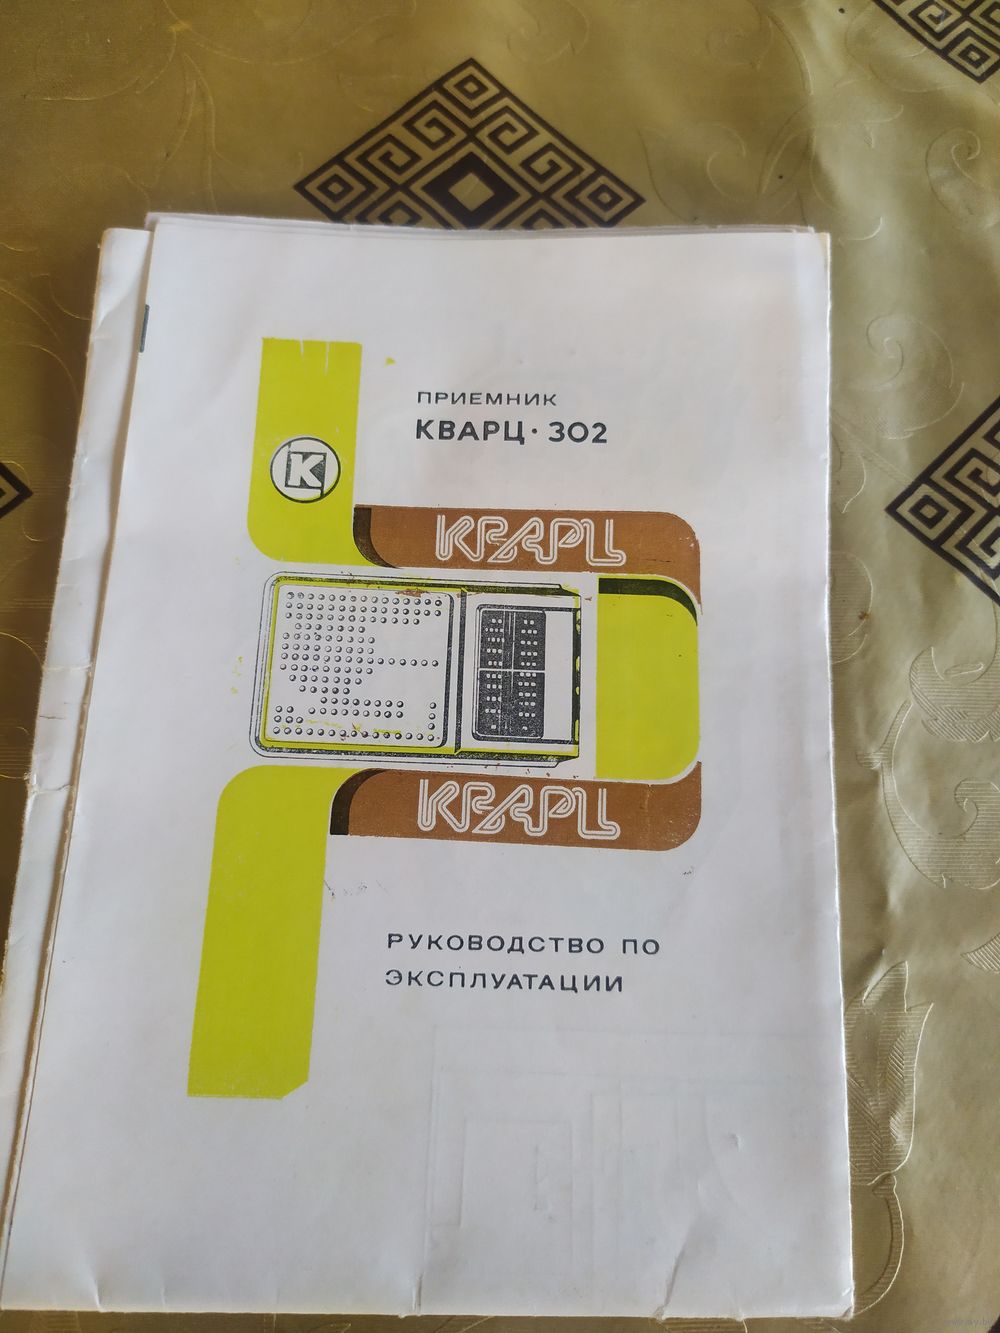 ПРИЕМНИК
КВАРЦ · 302
К
КВАРЦ
КВАРЦ
РУКОВОДСТВО ПО
ЭКСПЛУАТАЦИИ